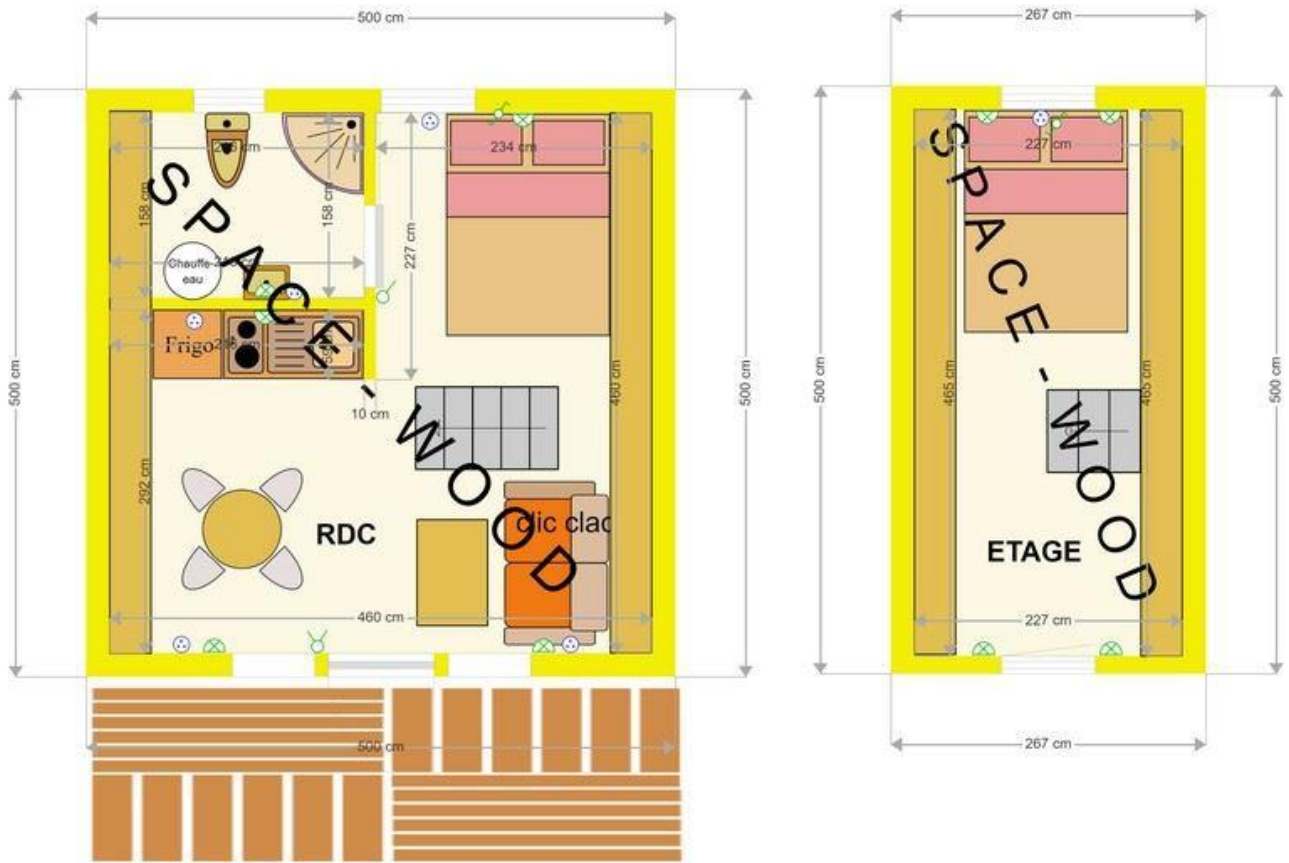 500 cm
267 cm
234 cm
227 cm
158 cm
158 cm
227 cm
Chauffe
eau
Frigo
10 cm
500 cm
500 cm
460 cm
292 cm
clic clac
RDC
460 cm
500 cm
SPACE-WOOD
500 cm
465 cm
465 cm
500 cm
ETAGE
227 cm
267 cm
SPACE-WOOD